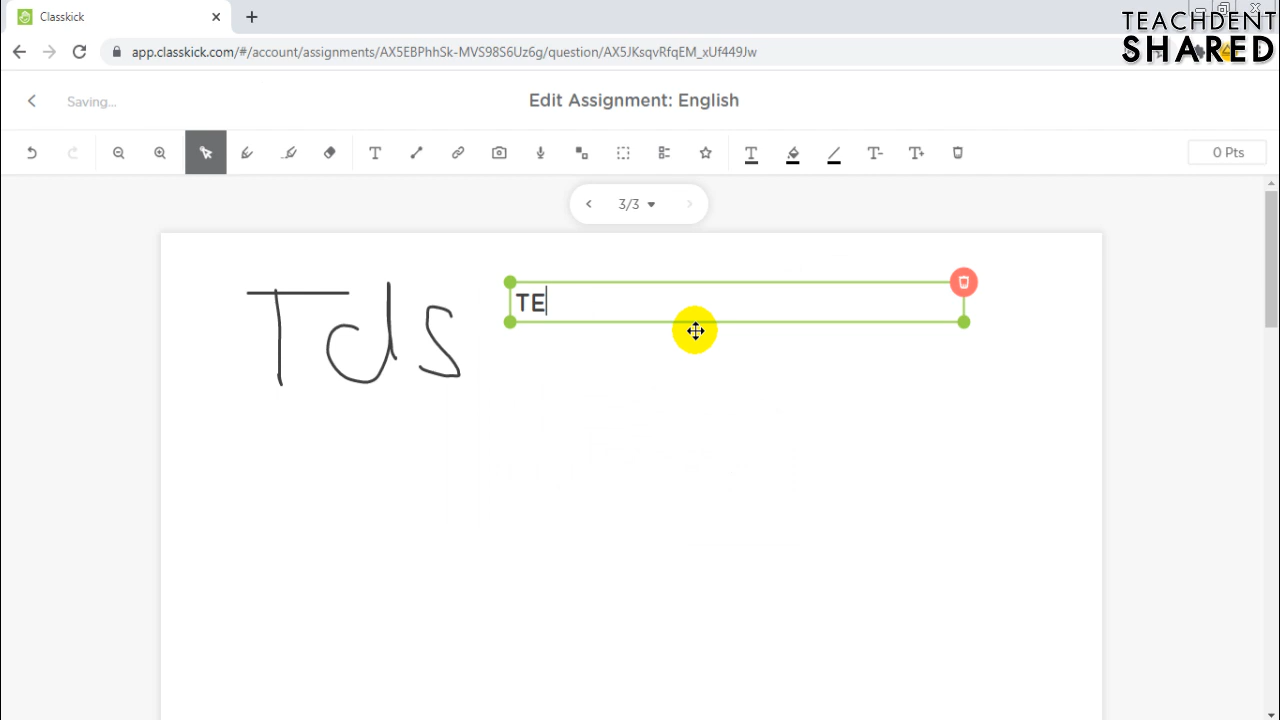 Classkick
TEACHDENT
SHARED
app.classkick.com/#/account/assignments/AX5EBPhhSk-MVS98S6Uz6g/question/AX5JKsqvRfqEM_xUf449Jw
Saving...
Edit Assignment: English
T
T
T-
T+
0 Pts
3/3
Tds
TE